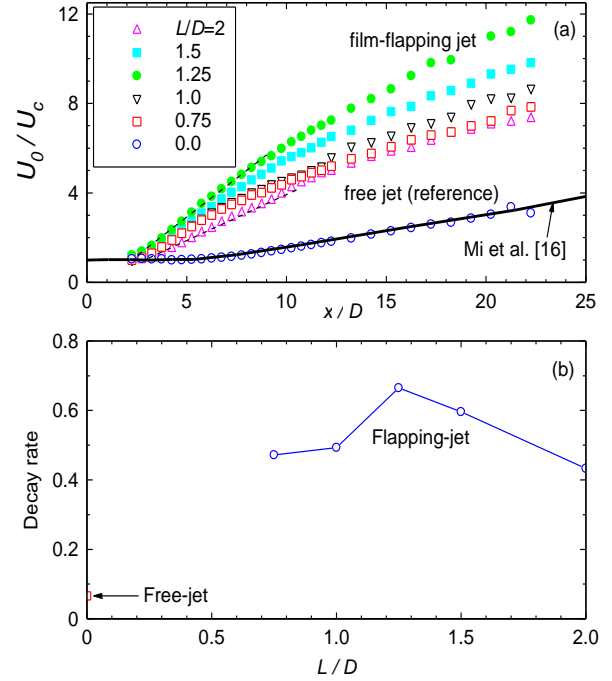 12
8
4
0
U0 / Uc
L/D=2
1.5
1.25
1.0
0.75
0.0
(a)
film-flapping jet
free jet (reference)
Mi et al. [16]
0 5 10 15 20 25
x / D
0.8
0.6
0.4
0.2
0
Decay rate
(b)
Flapping-jet
Free-jet
0 0.5 1.0 1.5 2.0
L / D